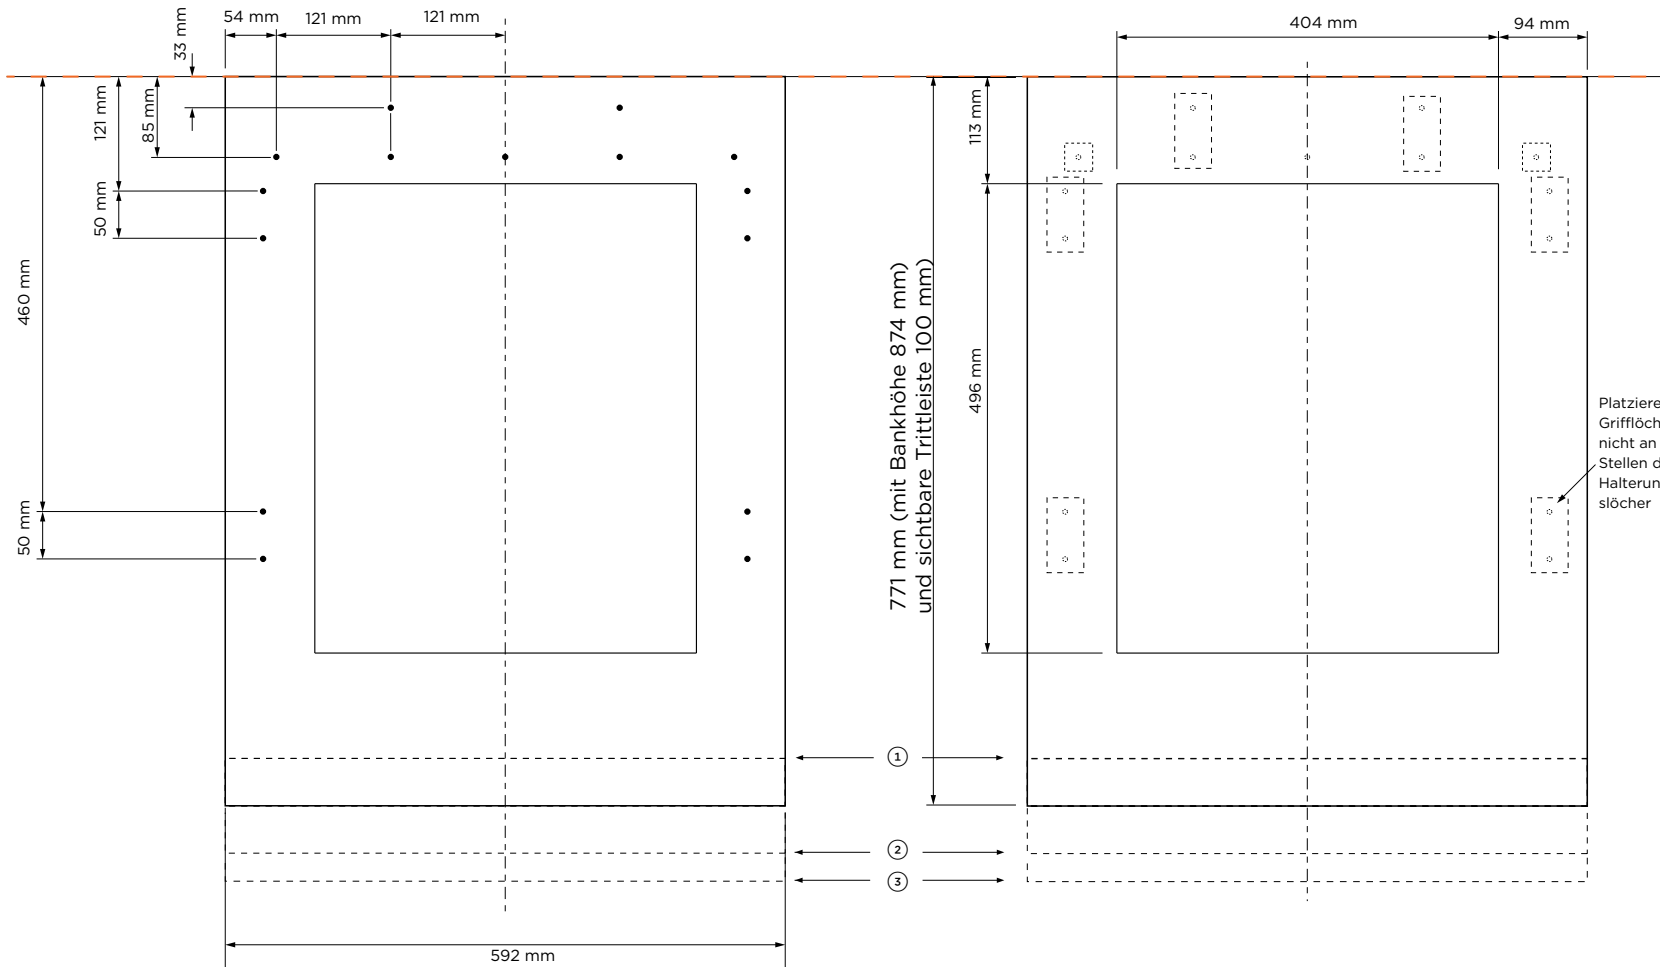 54 mm
121 mm
121 mm
33 mm
121 mm
85 mm
50 mm
460 mm
50 mm
592 mm
404 mm
94 mm
113 mm
496 mm
771 mm (mit Bankhöhe 874 mm)
und sichtbare Trittleiste 100 mm)
Platziere
Grifflöch
nicht an
Stellen d
Halterun
slöcher
1
2
3